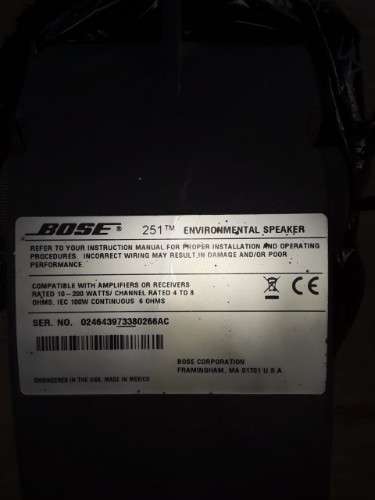 BOSE® 251™ ENVIRONMENTAL SPEAKER
REFER TO YOUR INSTRUCTION MANUAL FOR PROPER INSTALLATION AND OPERATING
PROCEDURES. INCORRECT WIRING MAY RESULT IN DAMAGE AND/OR POOR
PERFORMANCE.
COMPATIBLE WITH AMPLIFIERS OR RECEIVERS
RATED 10 - 200 WATTS/ CHANNEL RATED 4 TO 8
OHMS. IEC 100W CONTINUOUS 6 OHMS
SER. NO. 024643973380266AC
BOSE CORPORATION
FRAMINGHAM, MA 01701 U S A
ENGINEERED IN THE USA, MADE IN MEXICO